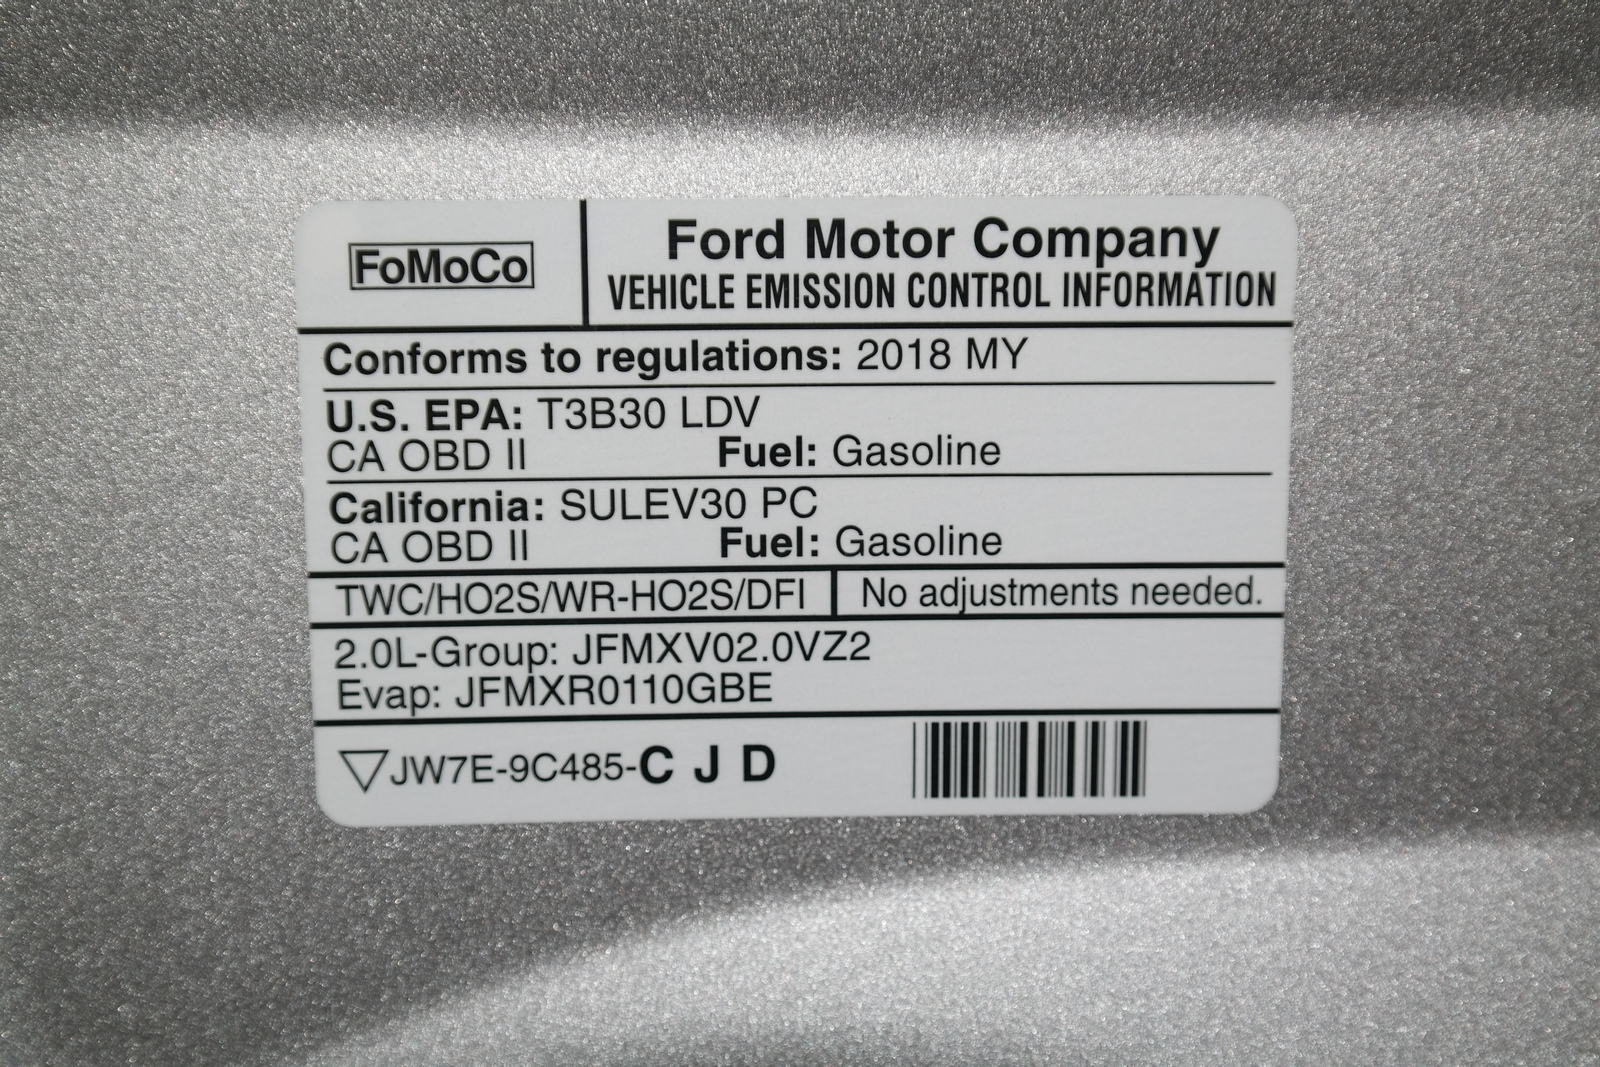 FoMoCo
Ford Motor Company
VEHICLE EMISSION CONTROL INFORMATION
Conforms to regulations: 2018 MY
U.S. EPA: T3B30 LDV
CA OBD II Fuel: Gasoline
California: SULEV30 PC
CA OBD II Fuel: Gasoline
TWC/HO2S/WR-HO2S/DFI No adjustments needed.
2.0L-Group: JFMXV02.0VZ2
Evap: JFMXR0110GBE
JW7E-9C485-C J D